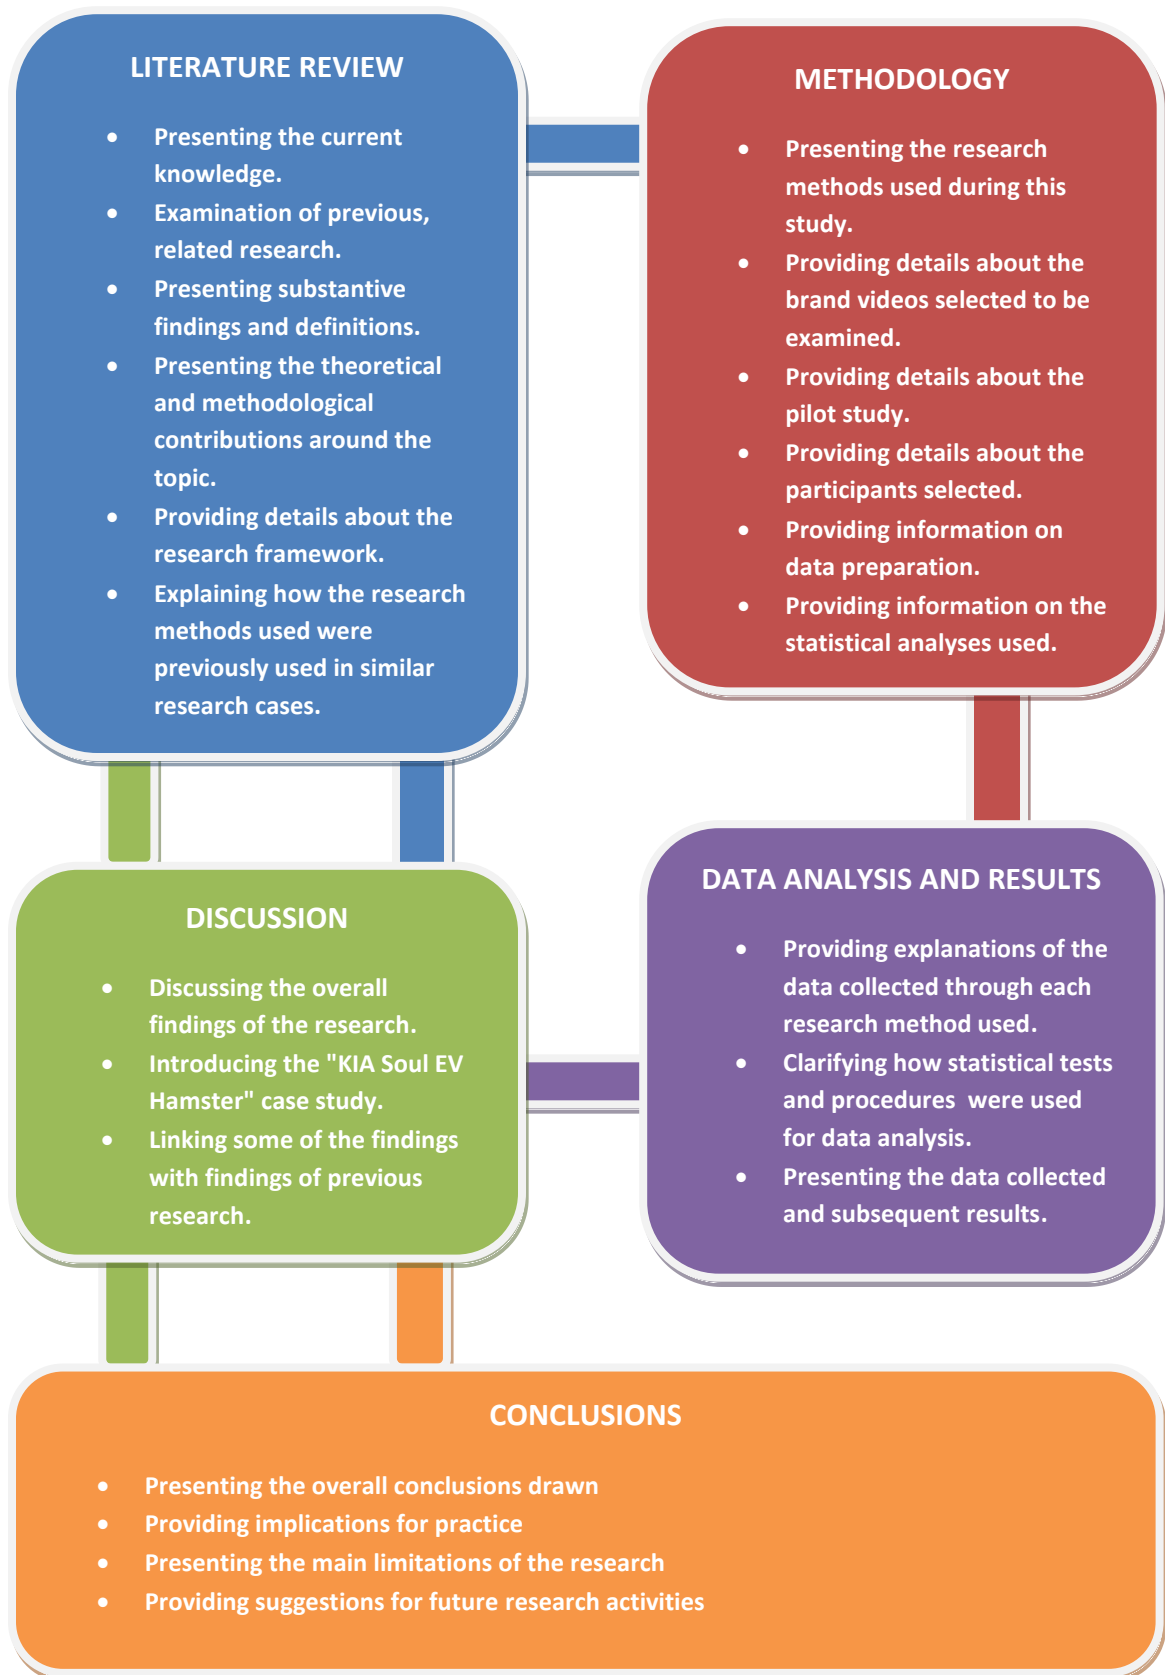 LITERATURE REVIEW
• Presenting the current
knowledge.
• Examination of previous,
related research.
• Presenting substantive
findings and definitions.
• Presenting the theoretical
and methodological
contributions around the
topic.
• Providing details about the
research framework.
• Explaining how the research
methods used were
previously used in similar
research cases.
METHODOLOGY
• Presenting the research
methods used during this
study.
• Providing details about the
brand videos selected to be
examined.
• Providing details about the
pilot study.
• Providing details about the
participants selected.
• Providing information on
data preparation.
• Providing information on the
statistical analyses used.
DISCUSSION
• Discussing the overall
findings of the research.
• Introducing the "KIA Soul EV
Hamster" case study.
• Linking some of the findings
with findings of previous
research.
DATA ANALYSIS AND RESULTS
• Providing explanations of the
data collected through each
research method used.
• Clarifying how statistical tests
and procedures were used
for data analysis.
• Presenting the data collected
and subsequent results.
CONCLUSIONS
• Presenting the overall conclusions drawn
• Providing implications for practice
• Presenting the main limitations of the research
• Providing suggestions for future research activities